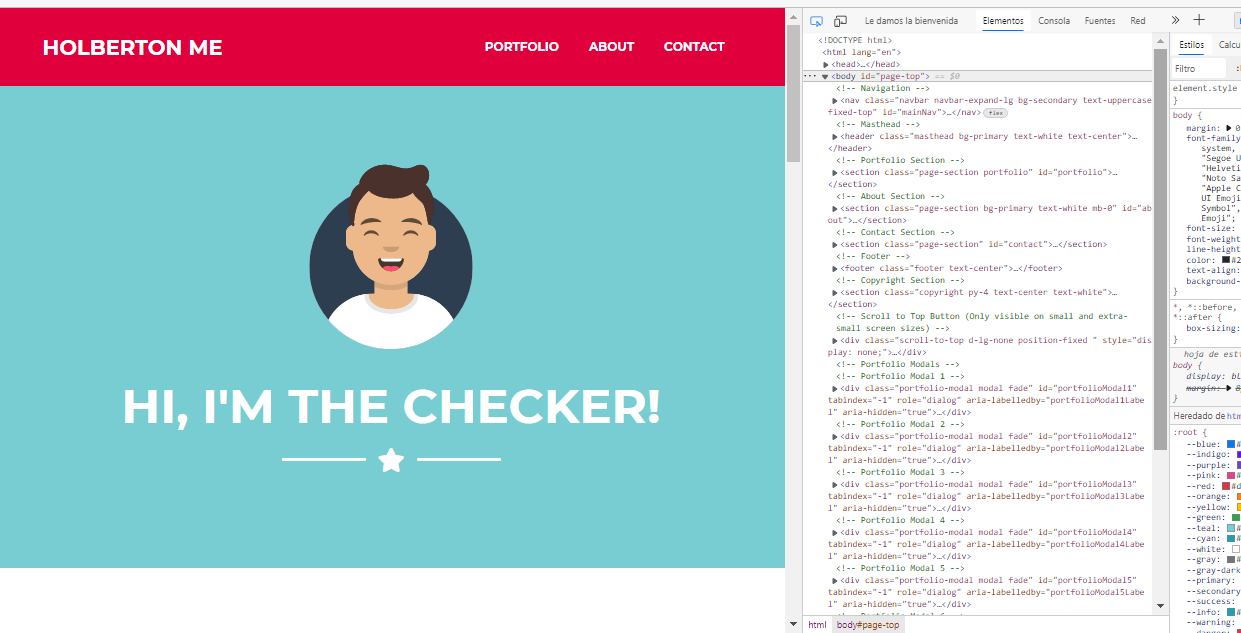 HOLBERTON ME
PORTFOLIO ABOUT CONTACT
HI, I'M THE CHECKER!
Le damos la bienvenida Elementos Consola Fuentes Red
<!DOCTYPE html>
<html lang="en">
<head>…</head>
<body id="page-top"> == $0
<!-- Navigation -->
<nav class="navbar navbar-expand-lg bg-secondary text-uppercase
fixed-top" id="mainNav">…</nav> flex
<!-- Masthead -->
<header class="masthead bg-primary text-white text-center">…
</header>
<!-- Portfolio Section -->
<section class="page-section portfolio" id="portfolio">…
</section>
<!-- About Section -->
<section class="page-section bg-primary text-white mb-0" id="ab
out">…</section>
<!-- Contact Section -->
<section class="page-section" id="contact">…</section>
<!-- Footer -->
<footer class="footer text-center">…</footer>
<!-- Copyright Section -->
<section class="copyright py-4 text-center text-white">…
</section>
<!-- Scroll to Top Button (Only visible on small and extra-
small screen sizes) -->
<div class="scroll-to-top d-lg-none position-fixed " style="dis
play: none;">…</div>
<!-- Portfolio Modals -->
<!-- Portfolio Modal 1 -->
<div class="portfolio-modal modal fade" id="portfolioModal1"
tabindex="-1" role="dialog" aria-labelledby="portfolioModal1Labe
l" aria-hidden="true">…</div>
<!-- Portfolio Modal 2 -->
<div class="portfolio-modal modal fade" id="portfolioModal2"
tabindex="-1" role="dialog" aria-labelledby="portfolioModal2Labe
l" aria-hidden="true">…</div>
<!-- Portfolio Modal 3 -->
<div class="portfolio-modal modal fade" id="portfolioModal3"
tabindex="-1" role="dialog" aria-labelledby="portfolioModal3Labe
l" aria-hidden="true">…</div>
<!-- Portfolio Modal 4 -->
<div class="portfolio-modal modal fade" id="portfolioModal4"
tabindex="-1" role="dialog" aria-labelledby="portfolioModal4Labe
l" aria-hidden="true">…</div>
<!-- Portfolio Modal 5 -->
<div class="portfolio-modal modal fade" id="portfolioModal5"
tabindex="-1" role="dialog" aria-labelledby="portfolioModal5Labe
l" aria-hidden="true">…</div>
html body#page-top
Estilos Calcu
Filtro :
element.style
}
body {
margin: 0
font-family
system,
"Segoe U
"Helveti
"Noto Sa
"Apple C
UI Emoji
Symbol",
Emoji";
font-size:
font-weight
line-height
color: #2
text-align:
background-
}
*, *::before,
*::after {
box-sizing:
}
hoja de esti
body {
display: bl
margin: 8
}
Heredado de htm
:root {
--blue: #
--indigo:
--purple:
--pink: #
--red: #d
--orange:
--yellow:
--green:
--teal: #
--cyan: #
--white:
--gray: #
--gray-dark
--primary:
--secondary
--success:
--info: #
--warning: